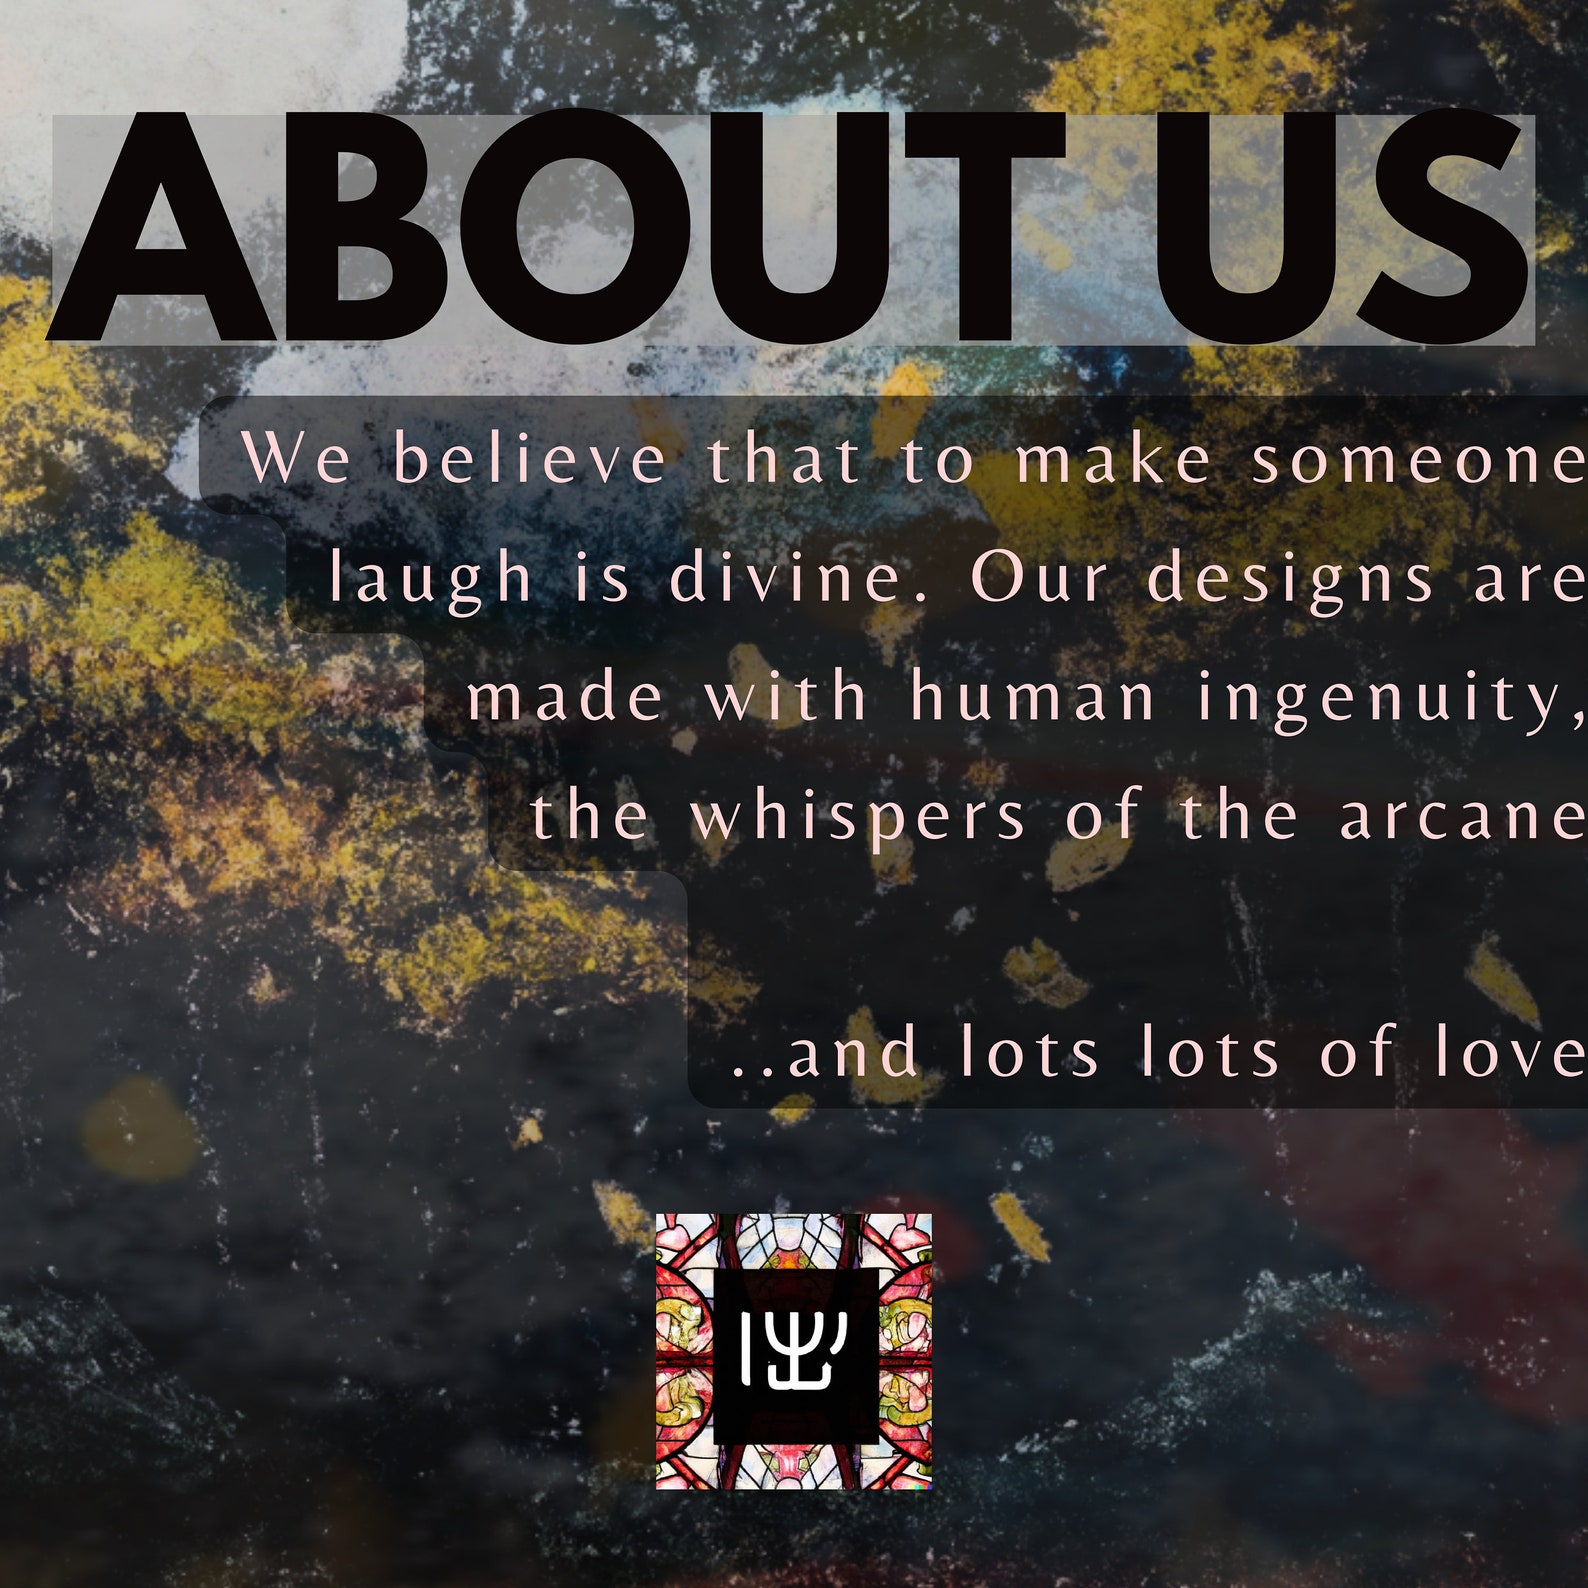 ABOUT US
We believe that to make someone
laugh is divine. Our designs are
made with human ingenuity,
the whispers of the arcane
..and lots lots of love